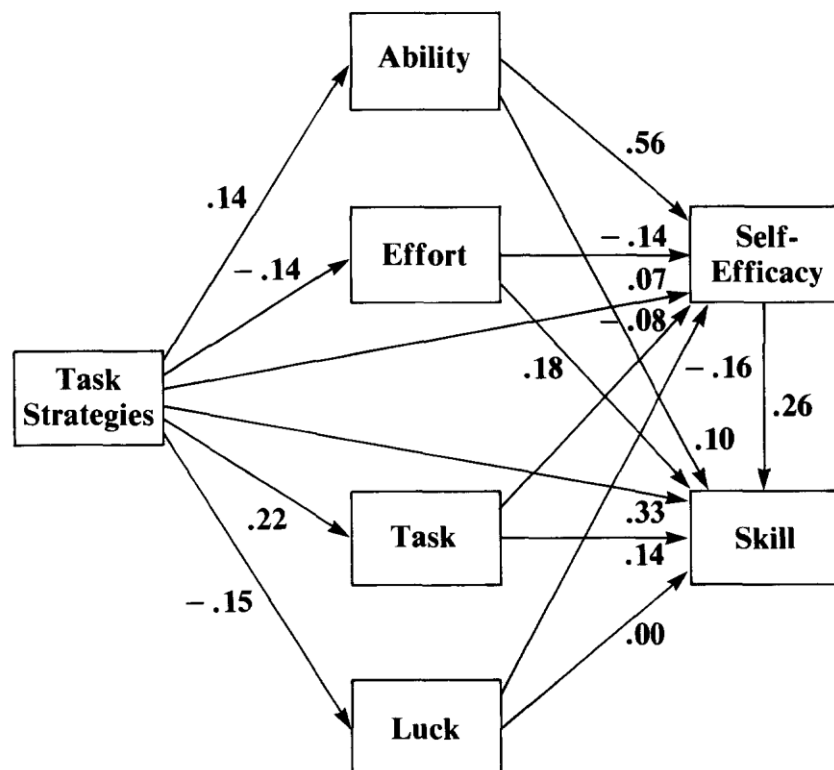 Ability
.56
.14
Effort
– .14
Self-
Efficacy
– .14
.07
– .08
.18
– .16
Task
Strategies
.10
.26
.22
Task
.33
.14
Skill
– .15
.00
Luck